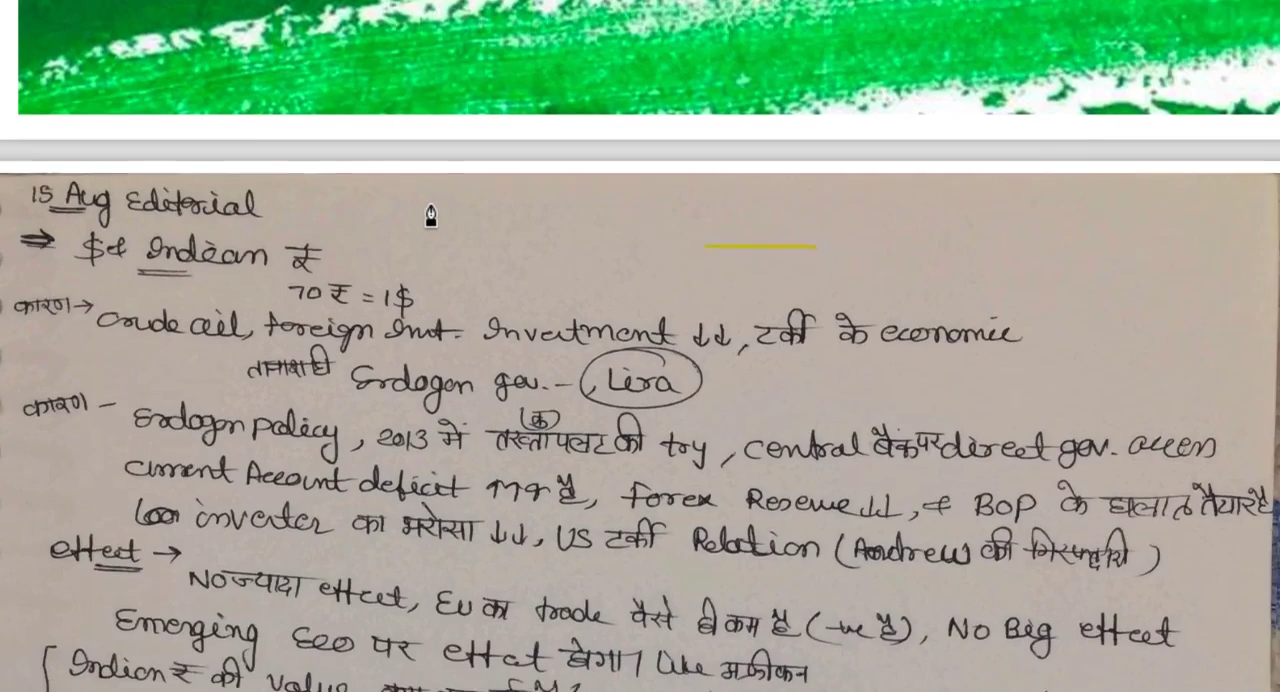 15 Aug Editorial
⇒ $ & Indian ₹
70 ₹ = 1$
कारण → Crude oil, Foreign Inst. Investment ↓↓, टर्की के economic
Erdogan gov. - Lira
कारण - Erdogan policy, 2013 में तख्तापलट की (क) try, central बैंक पर direct gov. access
current Account deficit ↑↑ है, Forex Reserve ↓↓, & BOP के हालात तैयार है
inverter का भरोसा ↓↓, US टर्की Relation (Andrew की गिरफ्तारी)
effect →
No ज्यादा effect, EU का trade वैसे ही कम है (-ve है), No Big effect
Emerging Eco पर effect होगा। like अफ्रीकन
Indian ₹ की value